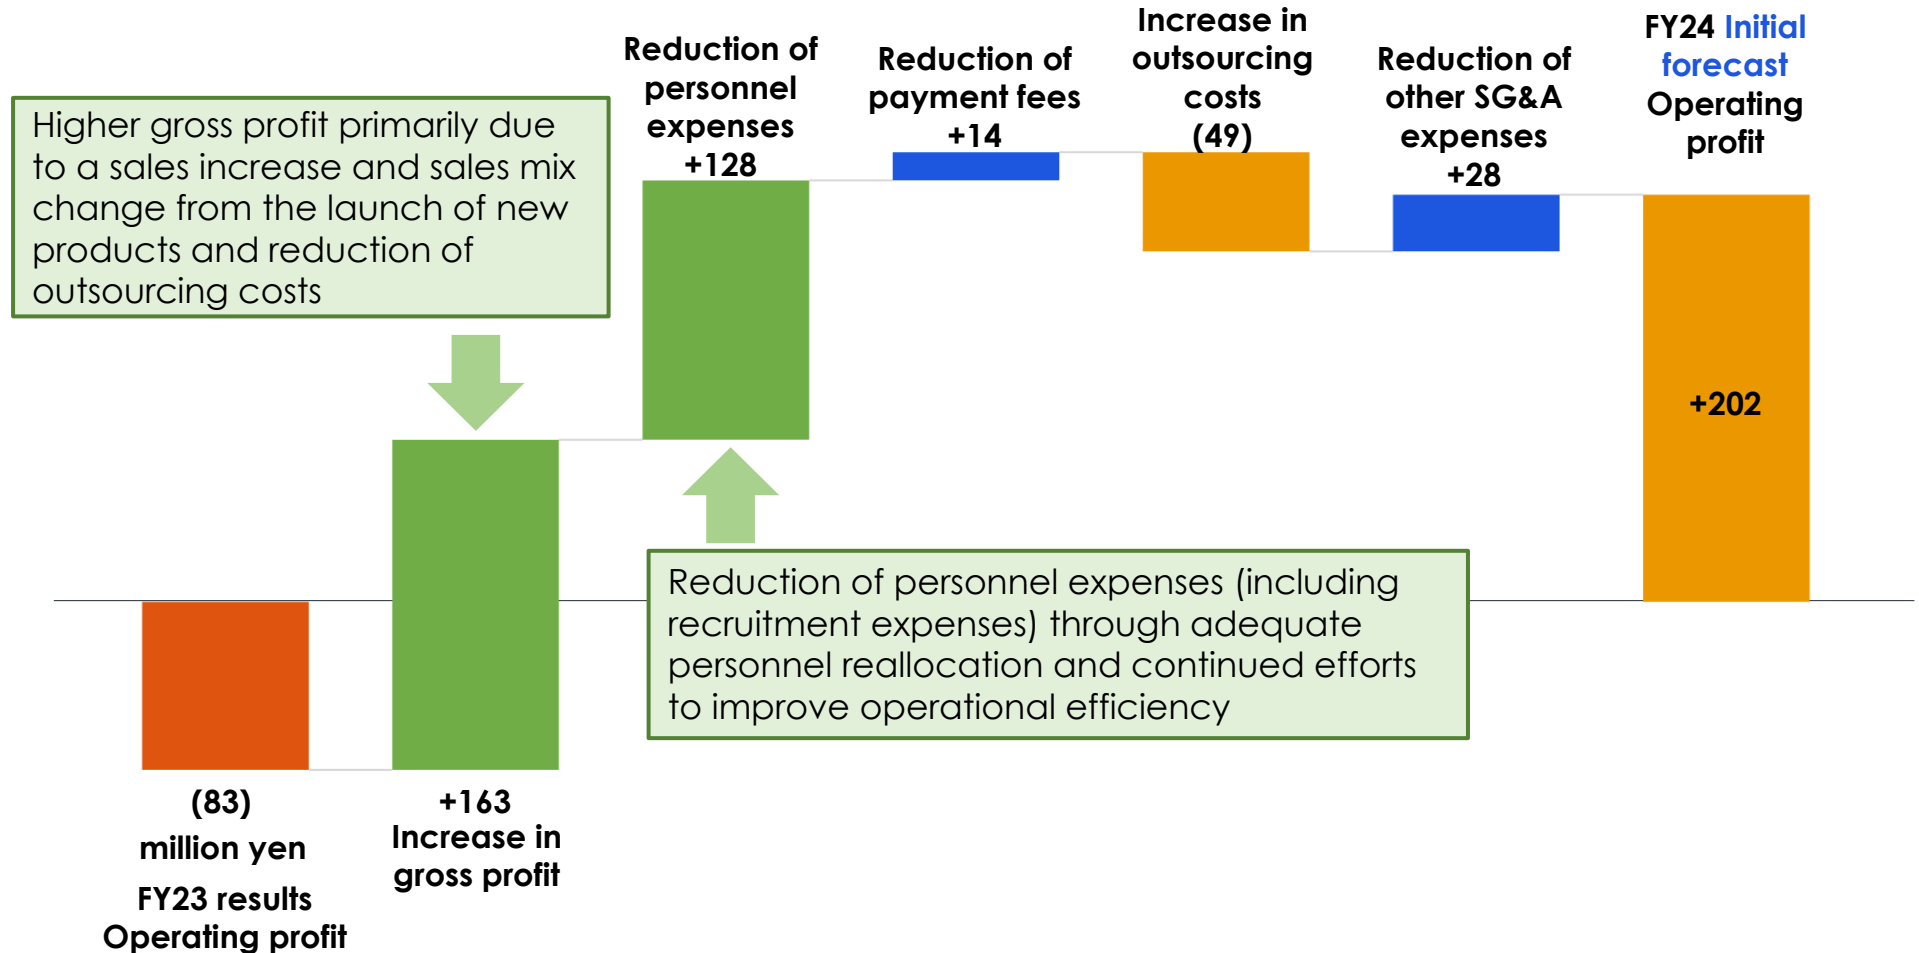 Higher gross profit primarily due
to a sales increase and sales mix
change from the launch of new
products and reduction of
outsourcing costs
Reduction of
personnel
expenses
+128
Reduction of
payment fees
+14
Increase in
outsourcing
costs
(49)
Reduction of
other SG&A
expenses
+28
FY24 Initial
forecast
Operating
profit
+202
Reduction of personnel expenses (including
recruitment expenses) through adequate
personnel reallocation and continued efforts
to improve operational efficiency
(83)
million yen
FY23 results
Operating profit
+163
Increase in
gross profit